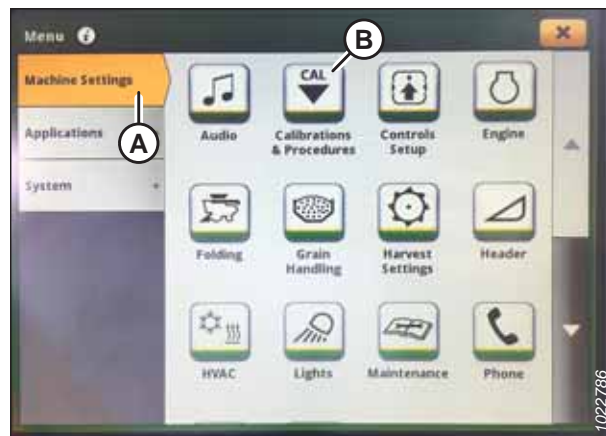 Menu i
B
Machine Settings
A
Applications
System
CAL
Audio
Calibrations
& Procedures
Controls
Setup
Engine
Folding
Grain
Handling
Harvest
Settings
Header
HVAC
Lights
Maintenance
Phone
1022786